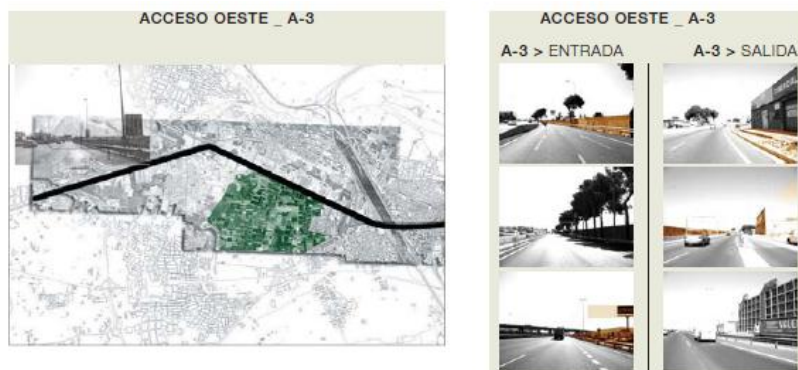 ACCESO OESTE _ A-3
ACCESO OESTE _ A-3
A-3 > ENTRADA
A-3 > SALIDA